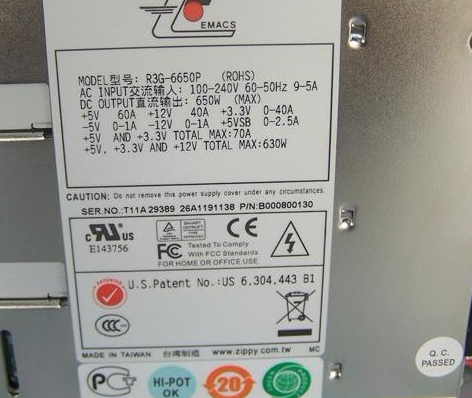 EMACS
MODEL型号: R3G-6650P (ROHS)
AC INPUT交流输入: 100-240V 60-50Hz 9-5A
DC OUTPUT直流输出: 650W (MAX)
+5V 60A +12V 40A +3.3V 0-40A
-5V 0-1A -12V 0-1A +5VSB 0-2.5A
+5V AND +3.3V TOTAL MAX:70A
+5V, +3.3V AND +12V TOTAL MAX:630W
CAUTION: Do not remove this power supply cover under any circumstances.
SER.NO.:T11A 29389 26A1191138 P/N:B000800130
c RU US
E143756
FC Tested To Comply
With FCC Standards
FOR HOME OR OFFICE USE
CE
PATENTED
U.S.Patent No.:US 6,304,443 B1
CCC
MADE IN TAIWAN 台湾制造 www.zippy.com.tw MC
Q.C.
PASSED
HI-POT
OK
20